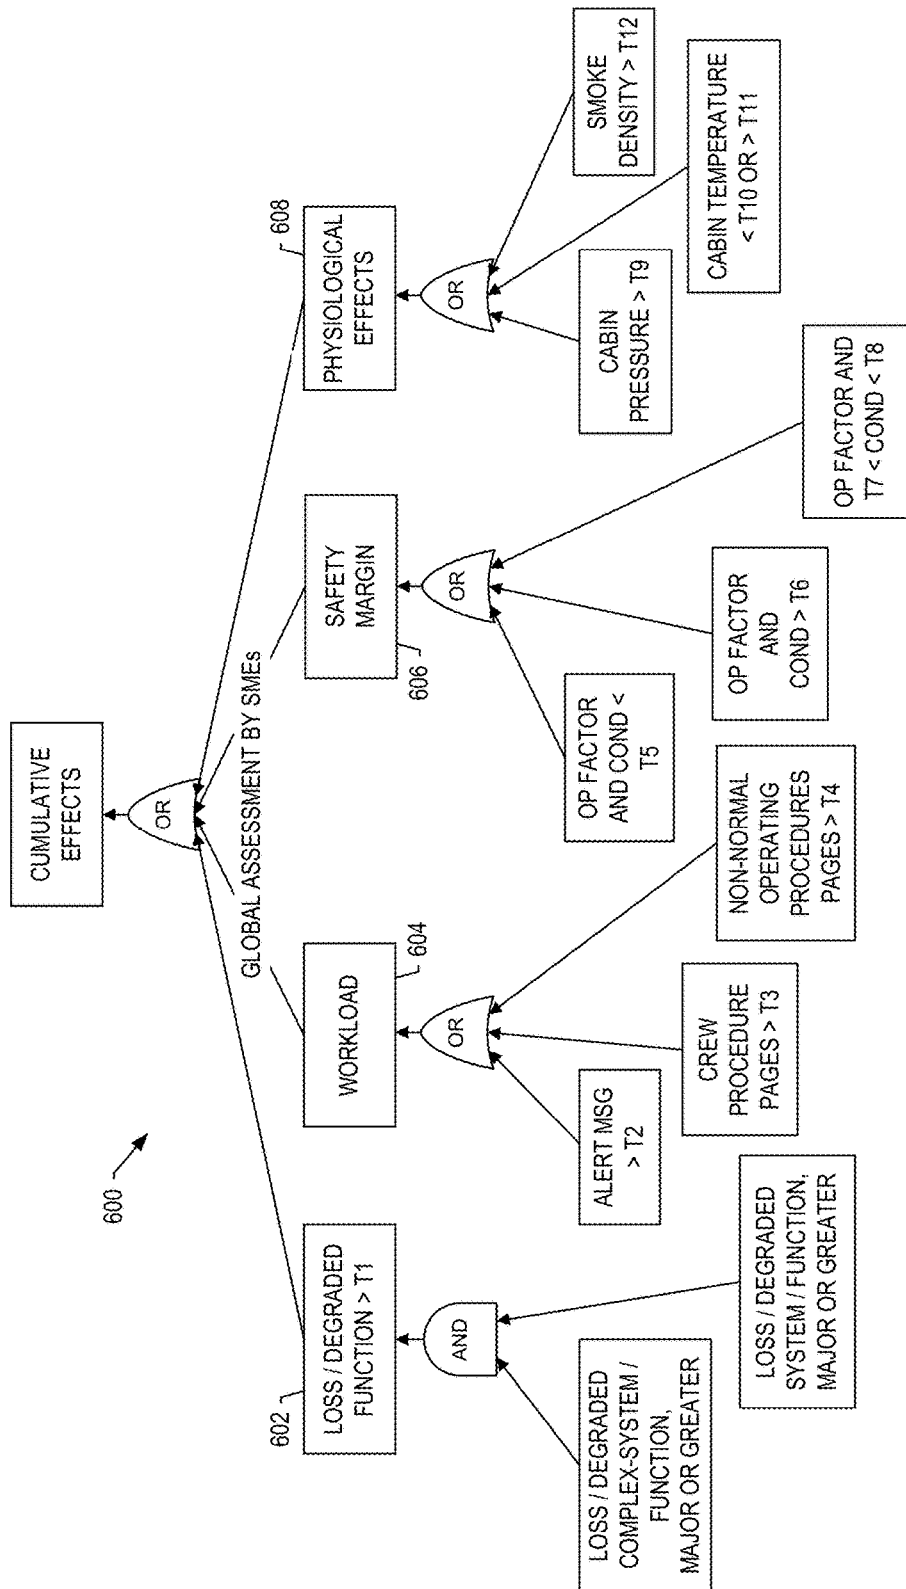 600
CUMULATIVE
EFFECTS
OR
GLOBAL ASSESSMENT BY SMEs
602
LOSS / DEGRADED
FUNCTION > T1
AND
LOSS / DEGRADED
COMPLEX-SYSTEM /
FUNCTION,
MAJOR OR GREATER
LOSS / DEGRADED
SYSTEM / FUNCTION,
MAJOR OR GREATER
WORKLOAD
604
OR
ALERT MSG
> T2
CREW
PROCEDURE
PAGES > T3
NON-NORMAL
OPERATING
PROCEDURES
PAGES > T4
SAFETY
MARGIN
606
OR
OP FACTOR
AND COND <
T5
OP FACTOR
AND
COND > T6
OP FACTOR AND
T7 < COND < T8
608
PHYSIOLOGICAL
EFFECTS
OR
CABIN
PRESSURE > T9
CABIN TEMPERATURE
< T10 OR > T11
SMOKE
DENSITY > T12